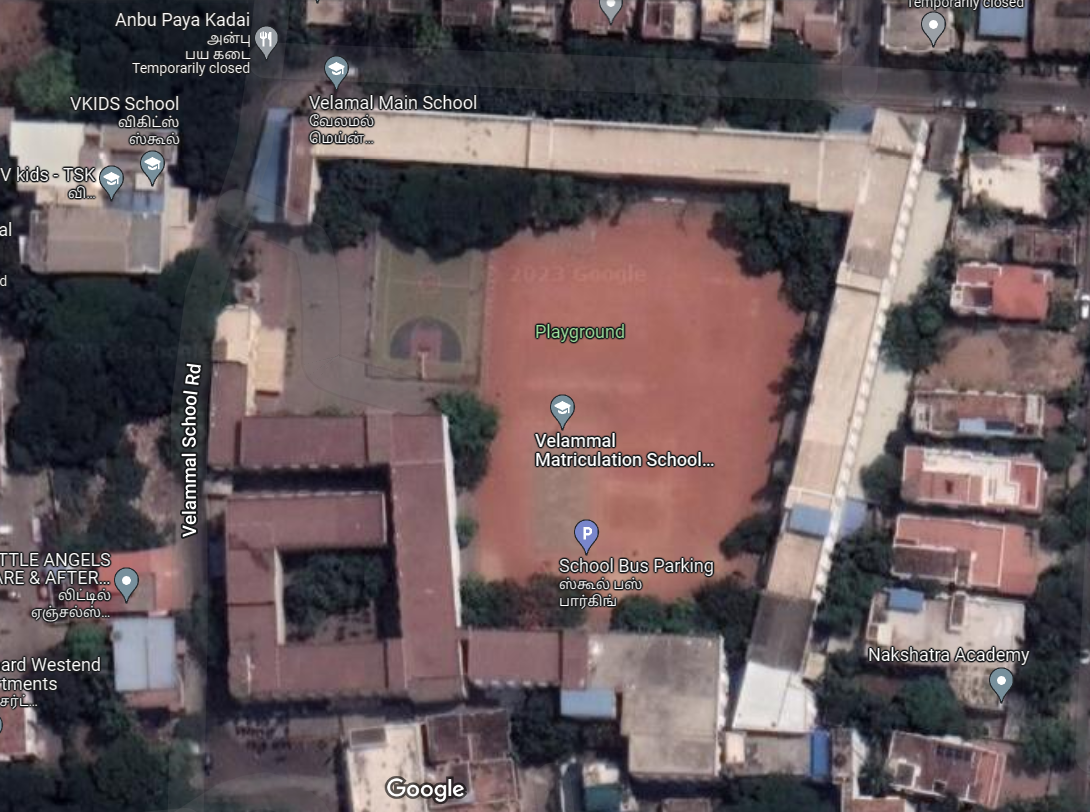 Temporarily closed
Anbu Paya Kadai
அன்பு
பய கடை
Temporarily closed
VKIDS School
விகிட்ஸ்
ஸ்கூல்
Velamal Main School
வேலமல்
மெய்ன்...
V kids - TSK
வி...
al
d
2023 Google
Playground
Velammal School Rd
Velammal
Matriculation School...
School Bus Parking
ஸ்கூல் பஸ்
பார்கிங்
TTLE ANGELS
ARE & AFTER...
லிட்டில்
ஏஞ்சல்ஸ்...
ard Westend
tments
Nakshatra Academy
Google